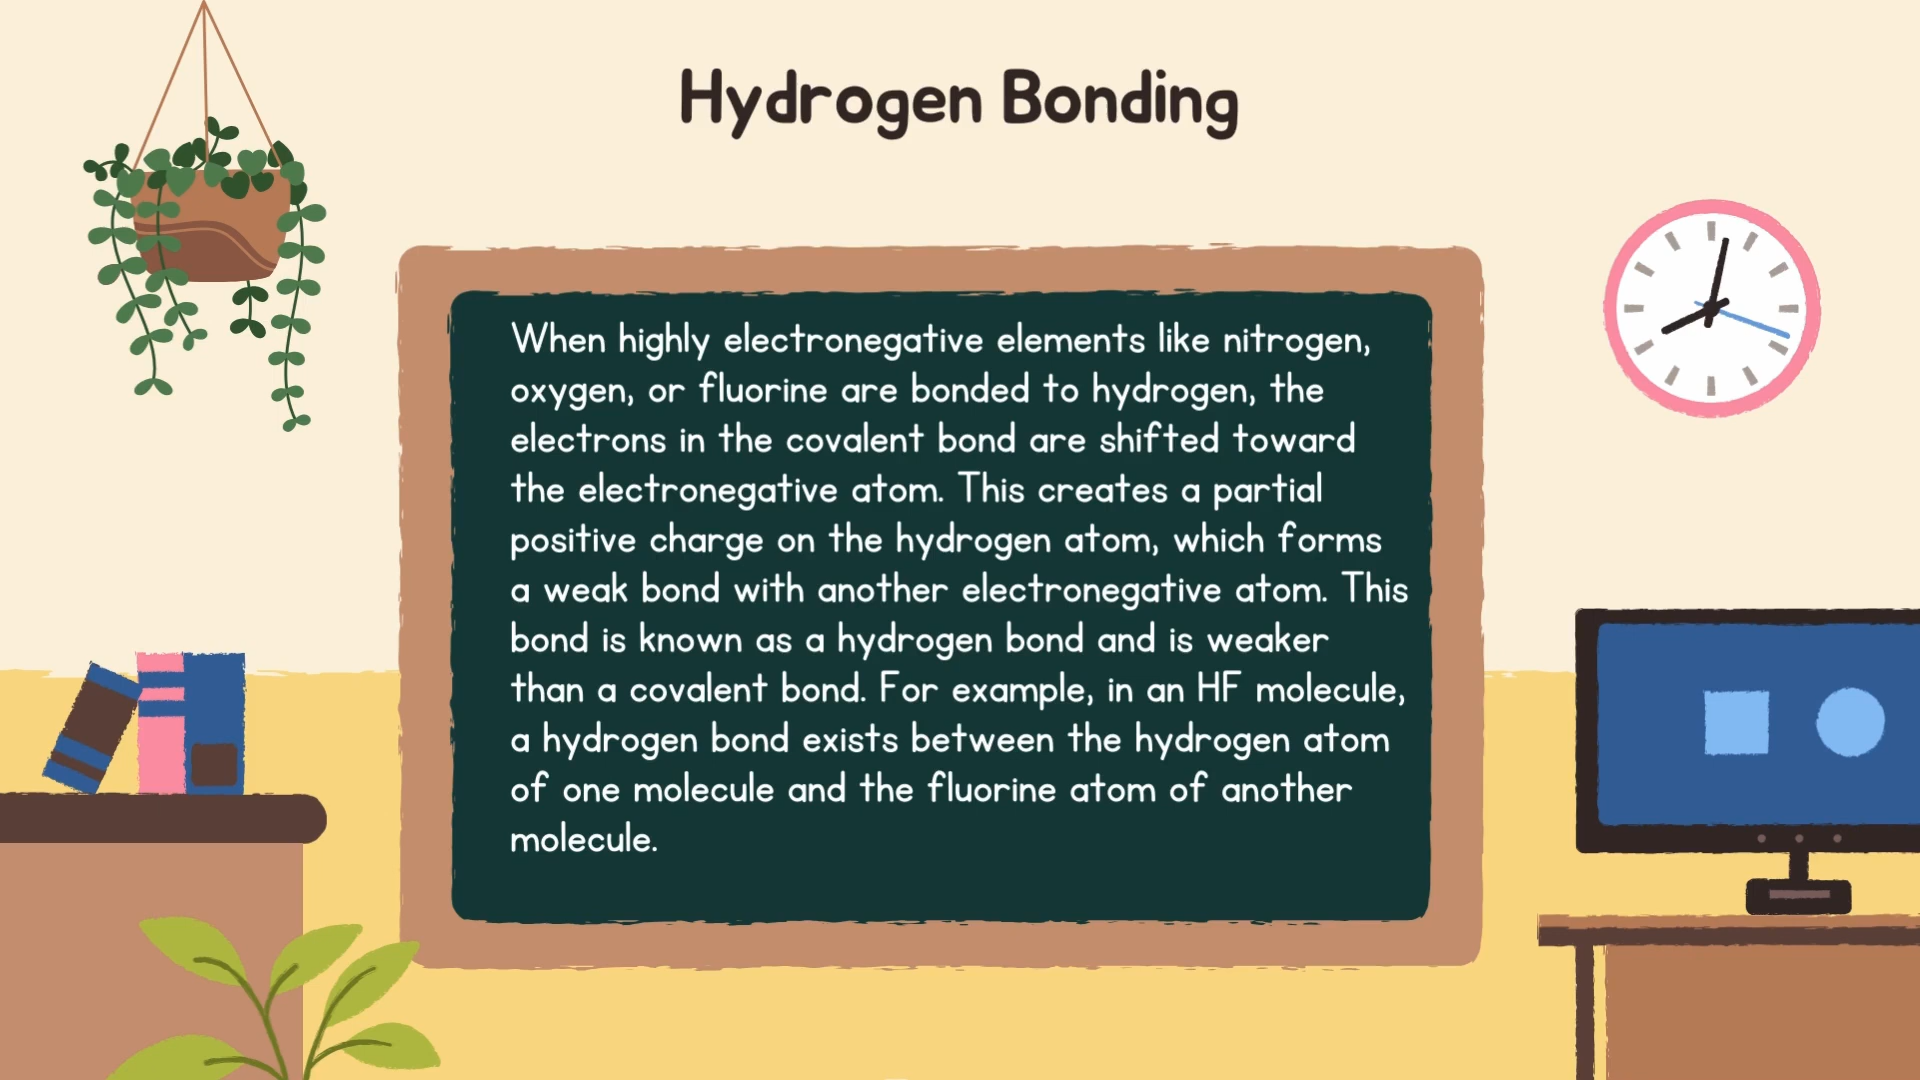 Hydrogen Bonding
When highly electronegative elements like nitrogen,
oxygen, or fluorine are bonded to hydrogen, the
electrons in the covalent bond are shifted toward
the electronegative atom. This creates a partial
positive charge on the hydrogen atom, which forms
a weak bond with another electronegative atom. This
bond is known as a hydrogen bond and is weaker
than a covalent bond. For example, in an HF molecule,
a hydrogen bond exists between the hydrogen atom
of one molecule and the fluorine atom of another
molecule.